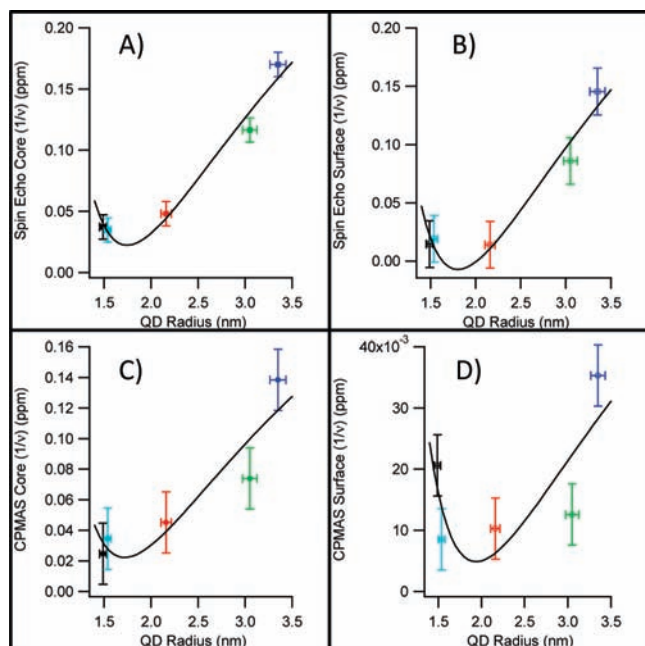 A)
Spin Echo Core (1/ν) (ppm)
0.20
0.15
0.10
0.05
0.00
1.5 2.0 2.5 3.0 3.5
QD Radius (nm)
B)
Spin Echo Surface (1/ν) (ppm)
0.20
0.15
0.10
0.05
0.00
1.5 2.0 2.5 3.0 3.5
QD Radius (nm)
C)
CPMAS Core (1/ν) (ppm)
0.16
0.14
0.12
0.10
0.08
0.06
0.04
0.02
0.00
1.5 2.0 2.5 3.0 3.5
QD Radius (nm)
D)
CPMAS Surface (1/ν) (ppm)
40x10⁻³
30
20
10
0
1.5 2.0 2.5 3.0 3.5
QD Radius (nm)